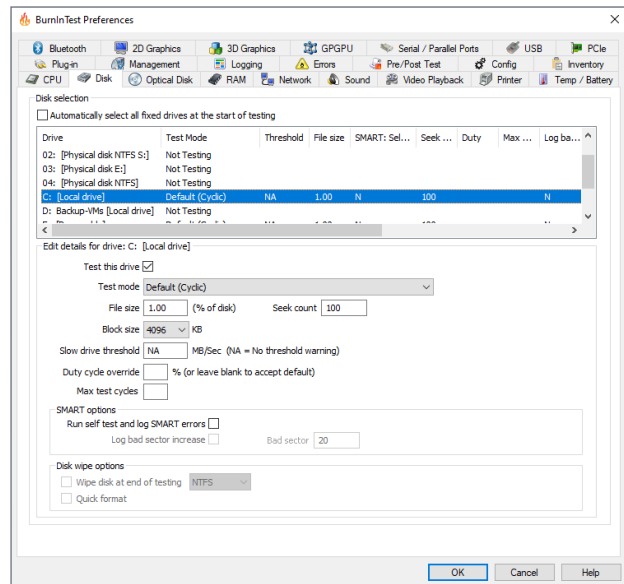 BurnInTest Preferences
Bluetooth 2D Graphics 3D Graphics GPGPU Serial / Parallel Ports USB PCIe
Plug-in Management Logging Errors Pre/Post Test Config Inventory
CPU Disk Optical Disk RAM Network Sound Video Playback Printer Temp / Battery
Disk selection
Automatically select all fixed drives at the start of testing
Drive Test Mode Threshold File size SMART: Sel... Seek ... Duty Max ... Log ba...
02: [Physical disk NTFS S:] Not Testing
03: [Physical disk E:] Not Testing
04: [Physical disk NTFS] Not Testing
C: [Local drive] Default (Cyclic) NA 1.00 N 100 N
D: Backup-VMs [Local drive] Not Testing
Edit details for drive: C: [Local drive]
Test this drive
Test mode Default (Cyclic)
File size 1.00 (% of disk) Seek count 100
Block size 4096 KB
Slow drive threshold NA MB/Sec (NA = No threshold warning)
Duty cycle override % (or leave blank to accept default)
Max test cycles
SMART options
Run self test and log SMART errors
Log bad sector increase Bad sector 20
Disk wipe options
Wipe disk at end of testing NTFS
Quick format
OK Cancel Help